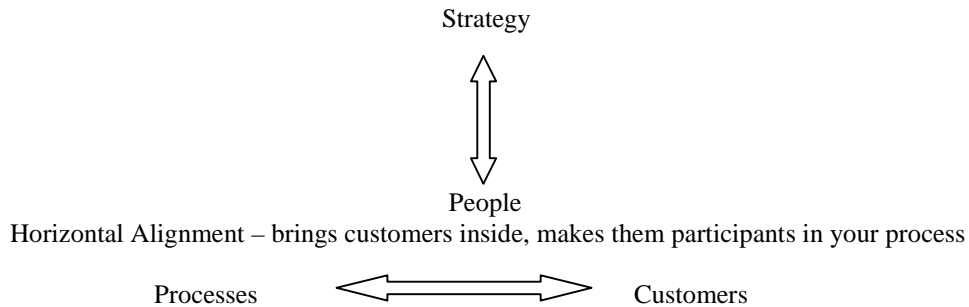 Strategy
People
Horizontal Alignment – brings customers inside, makes them participants in your process
Processes Customers